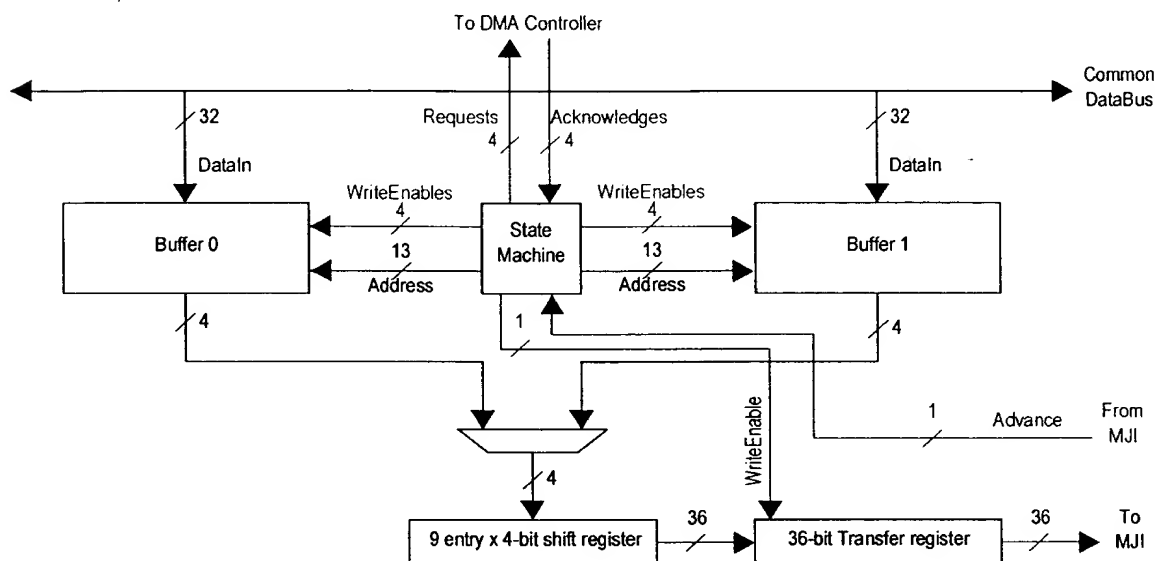 To DMA Controller
Common
DataBus
32
Requests
4
Acknowledges
4
32
DataIn
DataIn
WriteEnables
4
WriteEnables
4
Buffer 0
State
Machine
Buffer 1
13
Address
13
Address
4
1
4
WriteEnable
1
Advance
From
MJI
4
9 entry x 4-bit shift register
36
36-bit Transfer register
36
To
MJI